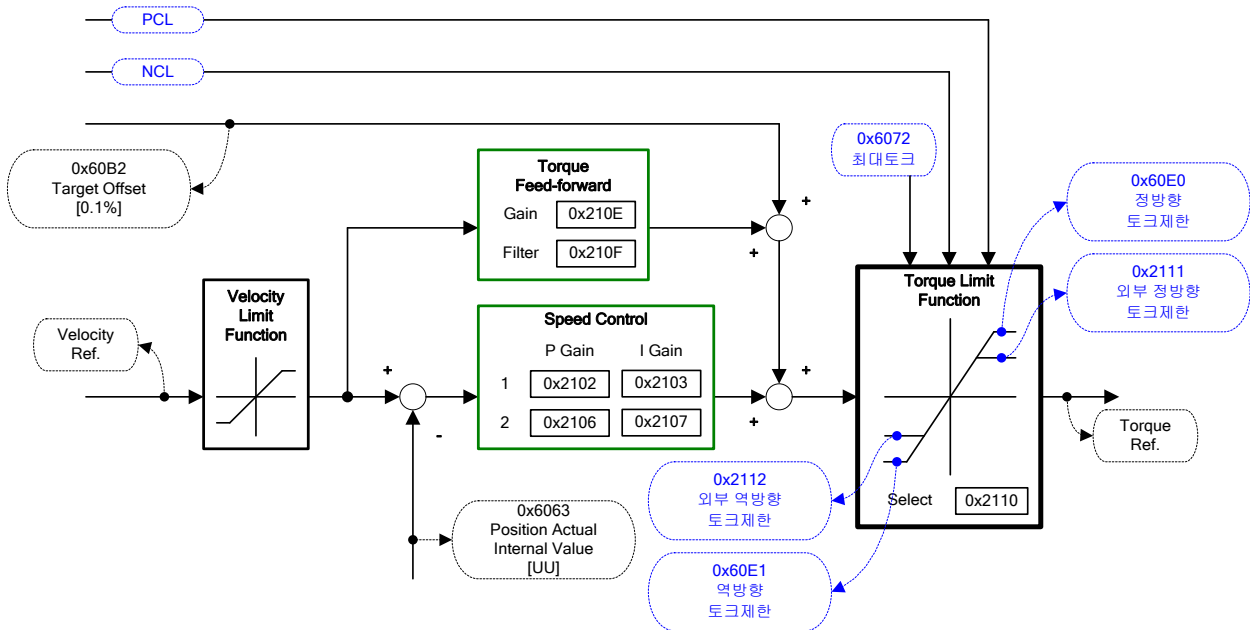 PCL
NCL
0x60B2
Target Offset
[0.1%]
Torque
Feed-forward
Gain
0x210E
Filter
0x210F
0x6072
최대토크
0x60E0
정방향
토크제한
0x2111
외부 정방향
토크제한
Velocity
Ref.
Velocity
Limit
Function
Speed Control
P Gain
I Gain
1
0x2102
0x2103
2
0x2106
0x2107
+
-
+
+
+
+
Torque Limit
Function
Select
0x2110
Torque
Ref.
0x2112
외부 역방향
토크제한
0x6063
Position Actual
Internal Value
[UU]
0x60E1
역방향
토크제한